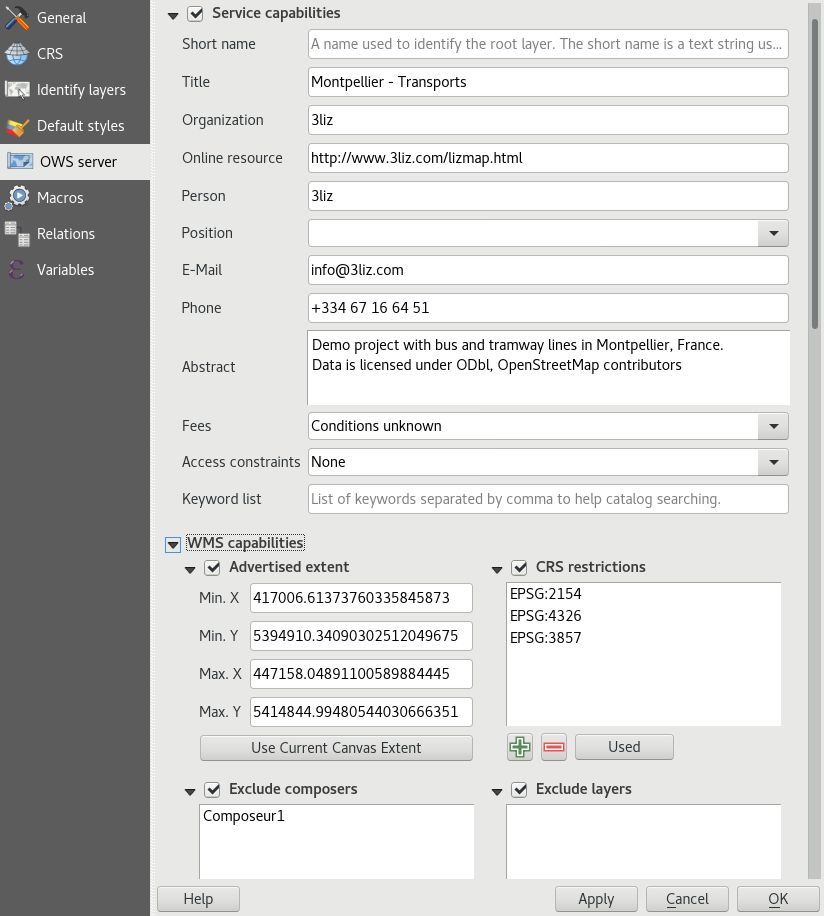 General
CRS
Identify layers
Default styles
OWS server
Macros
Relations
Variables
Service capabilities
Short name A name used to identify the root layer. The short name is a text string us...
Title Montpellier - Transports
Organization 3liz
Online resource http://www.3liz.com/lizmap.html
Person 3liz
Position
E-Mail info@3liz.com
Phone +334 67 16 64 51
Abstract
Demo project with bus and tramway lines in Montpellier, France.
Data is licensed under ODbl, OpenStreetMap contributors
Fees Conditions unknown
Access constraints None
Keyword list List of keywords separated by comma to help catalog searching.
WMS capabilities
Advertised extent
Min. X 417006.61373760335845873
Min. Y 5394910.34090302512049675
Max. X 447158.04891100589884445
Max. Y 5414844.99480544030666351
Use Current Canvas Extent
CRS restrictions
EPSG:2154
EPSG:4326
EPSG:3857
Used
Exclude composers
Composeur1
Exclude layers
Help Apply Cancel OK